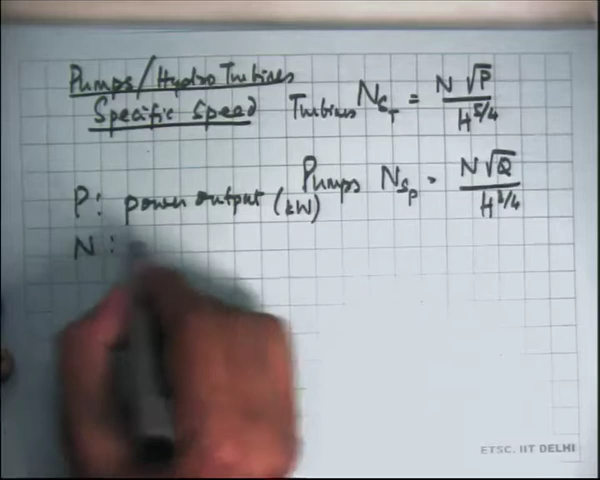 Pumps/Hydro Turbines
Specific Speed
Turbines N_{S_T} = N √P / H^{5/4}
Pumps N_{S_P} = N √Q / H^{3/4}
P: power output (kW)
N:
ETSC, IIT DELHI